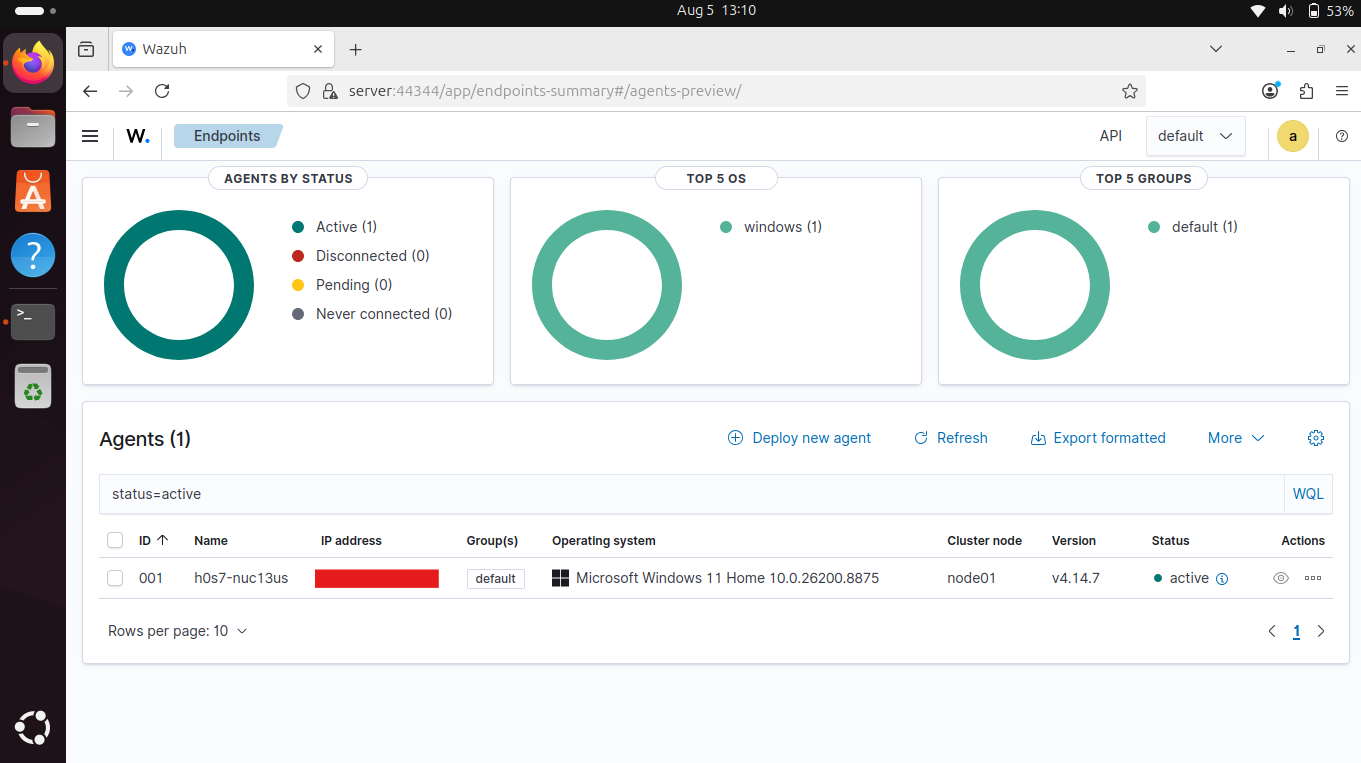 Aug 5 13:10
53%
Wazuh
server:44344/app/endpoints-summary#/agents-preview/
W. Endpoints API default a
AGENTS BY STATUS
Active (1)
Disconnected (0)
Pending (0)
Never connected (0)
TOP 5 OS
windows (1)
TOP 5 GROUPS
default (1)
Agents (1) Deploy new agent Refresh Export formatted More
status=active WQL
ID Name IP address Group(s) Operating system Cluster node Version Status Actions
001 h0s7-nuc13us default Microsoft Windows 11 Home 10.0.26200.8875 node01 v4.14.7 active
Rows per page: 10 1